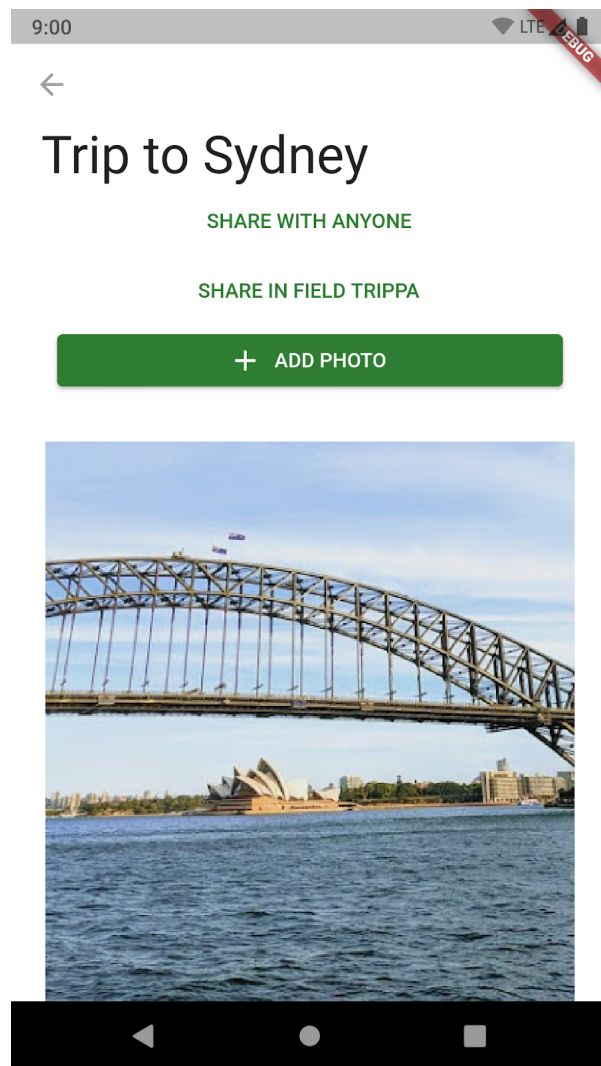 9:00
LTE
DEBUG
Trip to Sydney
SHARE WITH ANYONE
SHARE IN FIELD TRIPPA
ADD PHOTO